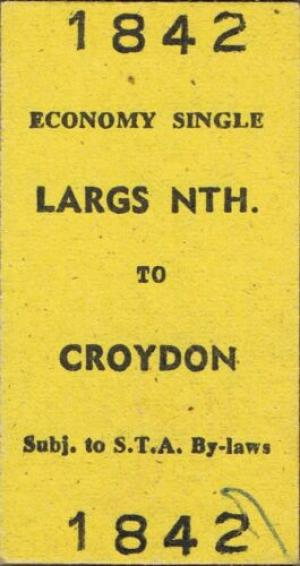 1842
ECONOMY SINGLE
LARGS NTH.
TO
CROYDON
Subj. to S.T.A. By-laws
1842